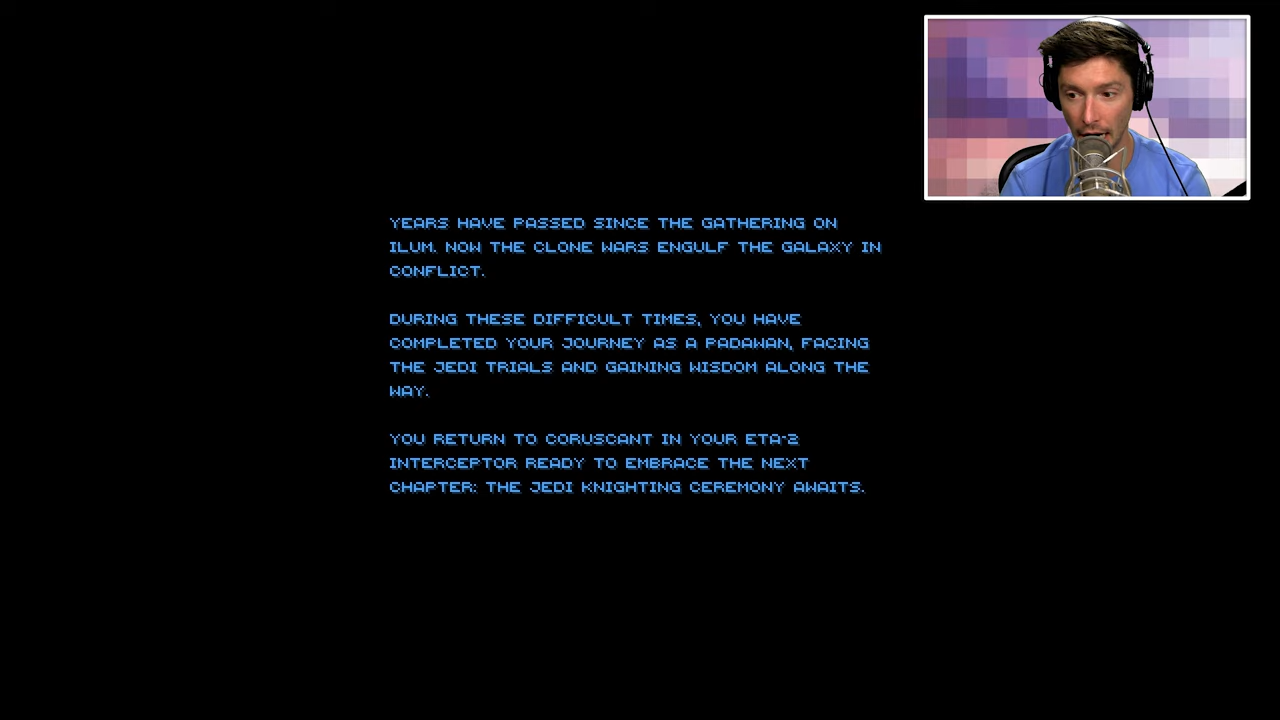 YEARS HAVE PASSED SINCE THE GATHERING ON
ILUM. NOW THE CLONE WARS ENGULF THE GALAXY IN
CONFLICT.
DURING THESE DIFFICULT TIMES, YOU HAVE
COMPLETED YOUR JOURNEY AS A PADAWAN, FACING
THE JEDI TRIALS AND GAINING WISDOM ALONG THE
WAY.
YOU RETURN TO CORUSCANT IN YOUR ETA-2
INTERCEPTOR READY TO EMBRACE THE NEXT
CHAPTER: THE JEDI KNIGHTING CEREMONY AWAITS.